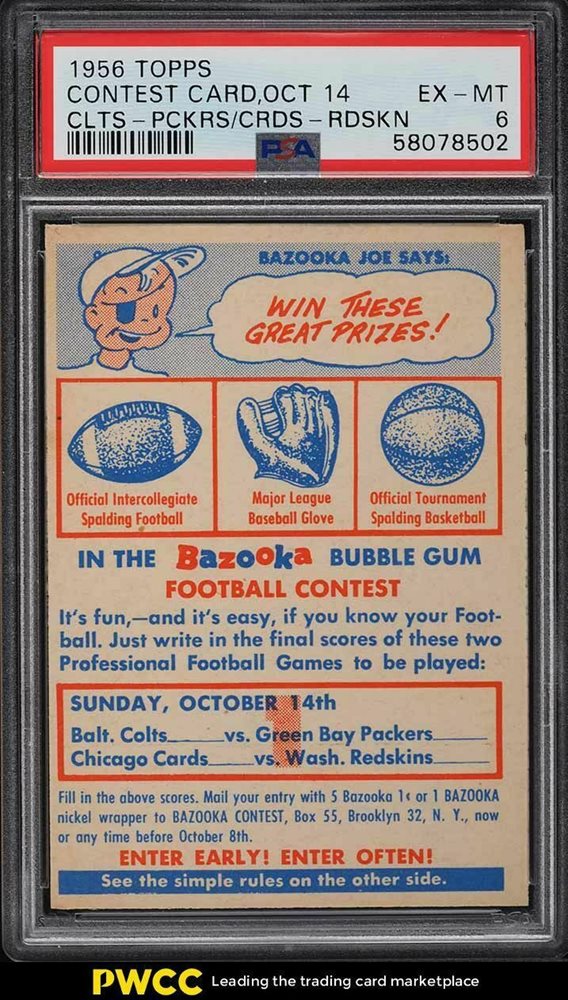 1956 TOPPS
CONTEST CARD,OCT 14 EX - MT
CLTS - PCKRS/CRDS - RDSKN 6
PSA 58078502
BAZOOKA JOE SAYS:
WIN THESE
GREAT PRIZES!
Official Intercollegiate
Spalding Football
Major League
Baseball Glove
Official Tournament
Spalding Basketball
IN THE Bazooka BUBBLE GUM
FOOTBALL CONTEST
It's fun,—and it's easy, if you know your Foot-
ball. Just write in the final scores of these two
Professional Football Games to be played:
SUNDAY, OCTOBER 14th
1
Balt. Colts_____vs. Green Bay Packers_____
Chicago Cards_____vs. Wash. Redskins_____
Fill in the above scores. Mail your entry with 5 Bazooka 1¢ or 1 BAZOOKA
nickel wrapper to BAZOOKA CONTEST, Box 55, Brooklyn 32, N. Y., now
or any time before October 8th.
ENTER EARLY! ENTER OFTEN!
See the simple rules on the other side.
PWCC Leading the trading card marketplace